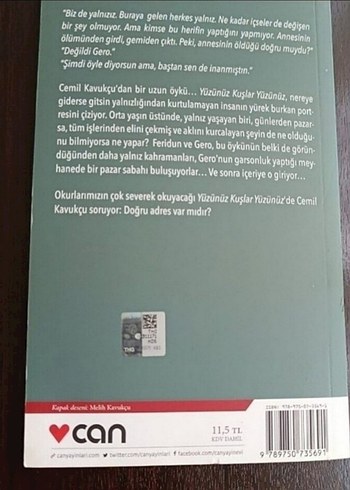 "Biz de yalnızız. Buraya gelen herkes yalnız. Ne kadar içseler de değişen
bir şey olmuyor. Ama kimse bu herifin yaptığını yapmıyor. Annesinin
ölümünden girdi, gemiden çıktı. Peki, annesinin öldüğü doğru muydu?"
"Değildi Gero."
"Şimdi öyle diyorsun ama, baştan sen de inanmıştın."
Cemil Kavukçu'dan bir uzun öykü... Yüzünüz Kuşlar Yüzünüz, nereye
giderse gitsin yalnızlığından kurtulamayan insanın yürek burkan port-
resini çiziyor. Orta yaşın üstünde, yalnız yaşayan biri, günlerden pazar-
sa, tüm işlerinden elini çekmiş ve aklını kurcalayan şeyin de ne olduğu-
nu bilmiyorsa ne yapar? Feridun ve Gero, bu öykünün belki de görün-
düğünden daha yalnız kahramanları, Gero'nun garsonluk yaptığı mey-
hanede bir pazar sabahı buluşuyorlar... Ve sonra içeriye o giriyor...
Okurlarımızın çok severek okuyacağı Yüzünüz Kuşlar Yüzünüz'de Cemil
Kavukçu soruyor: Doğru adres var mıdır?
Kapak deseni: Melih Kavukçu
can
11,5 TL
KDV DAHİL
canyayinlari.com twitter.com/canyayinlari facebook.com/canyayinevi
9 789750 735691